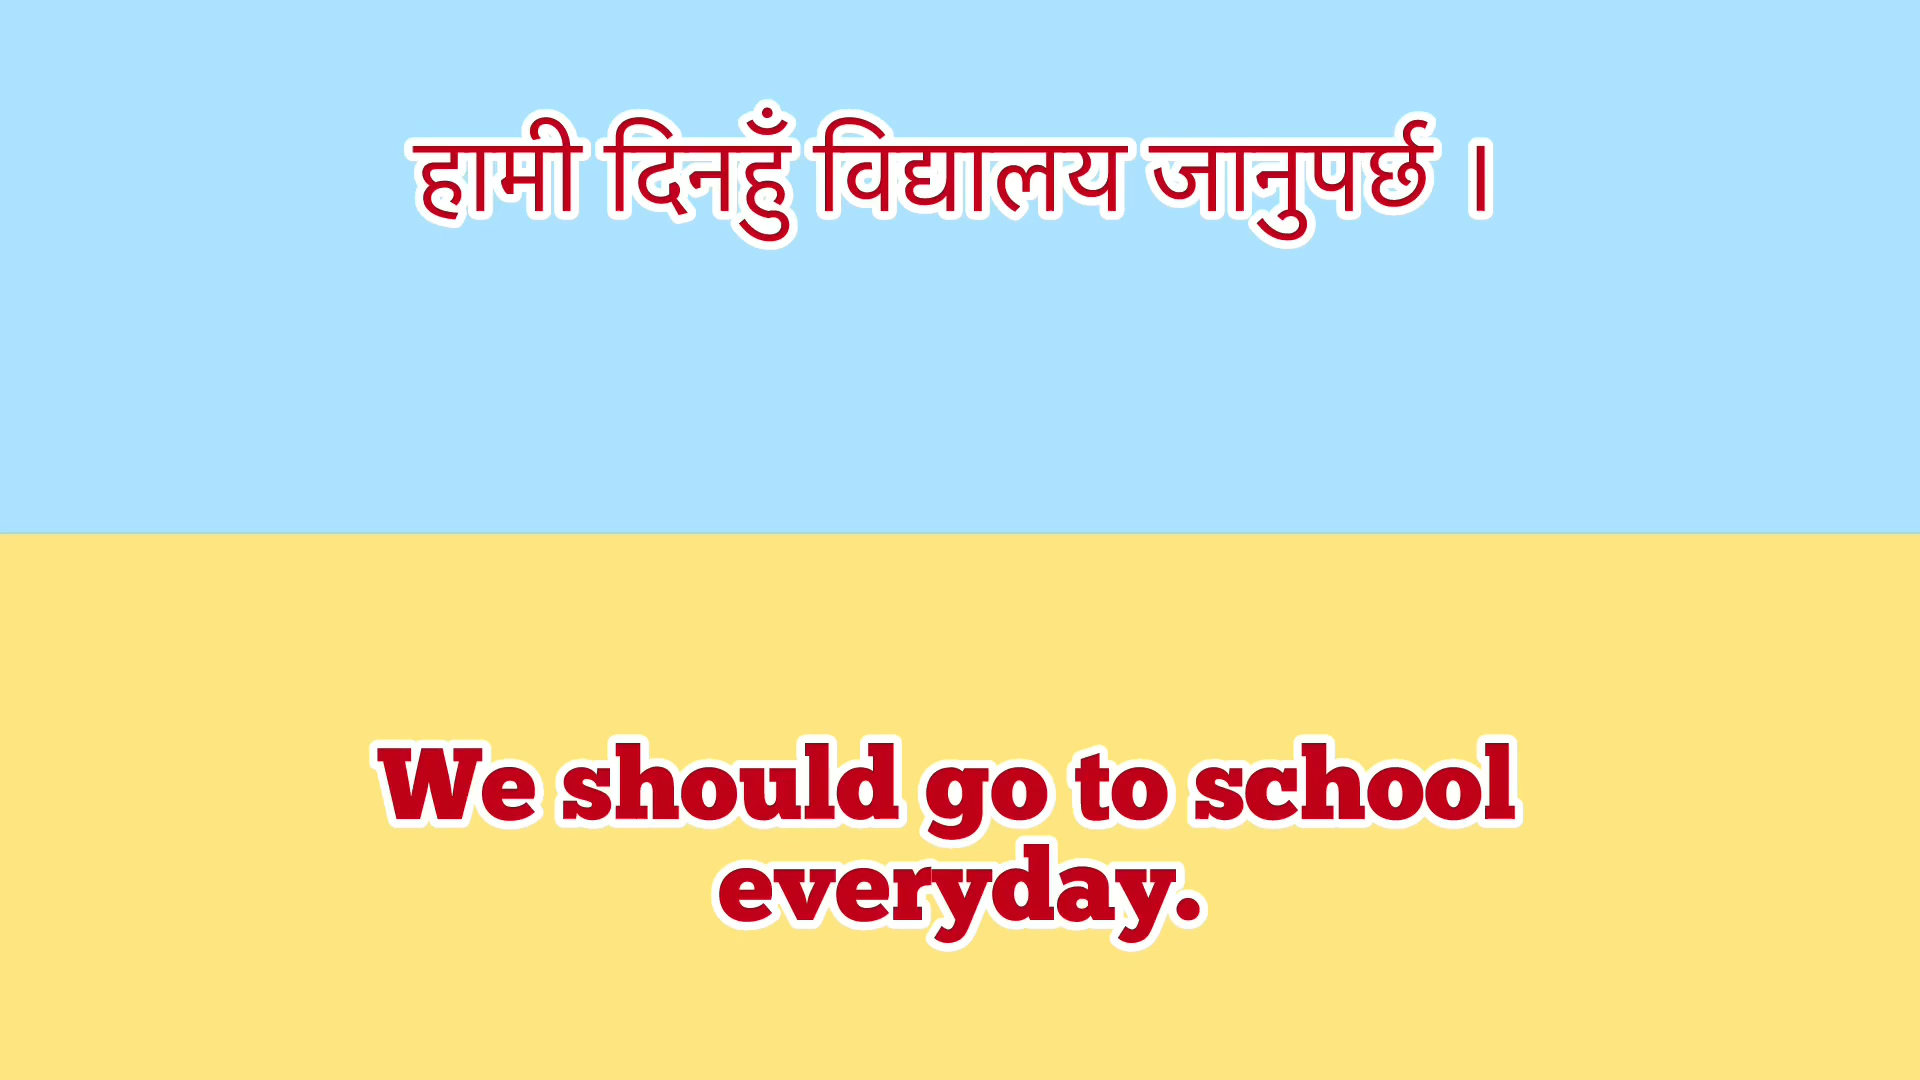 हामी दिनहुँ विद्यालय जानुपर्छ ।
We should go to school
everyday.